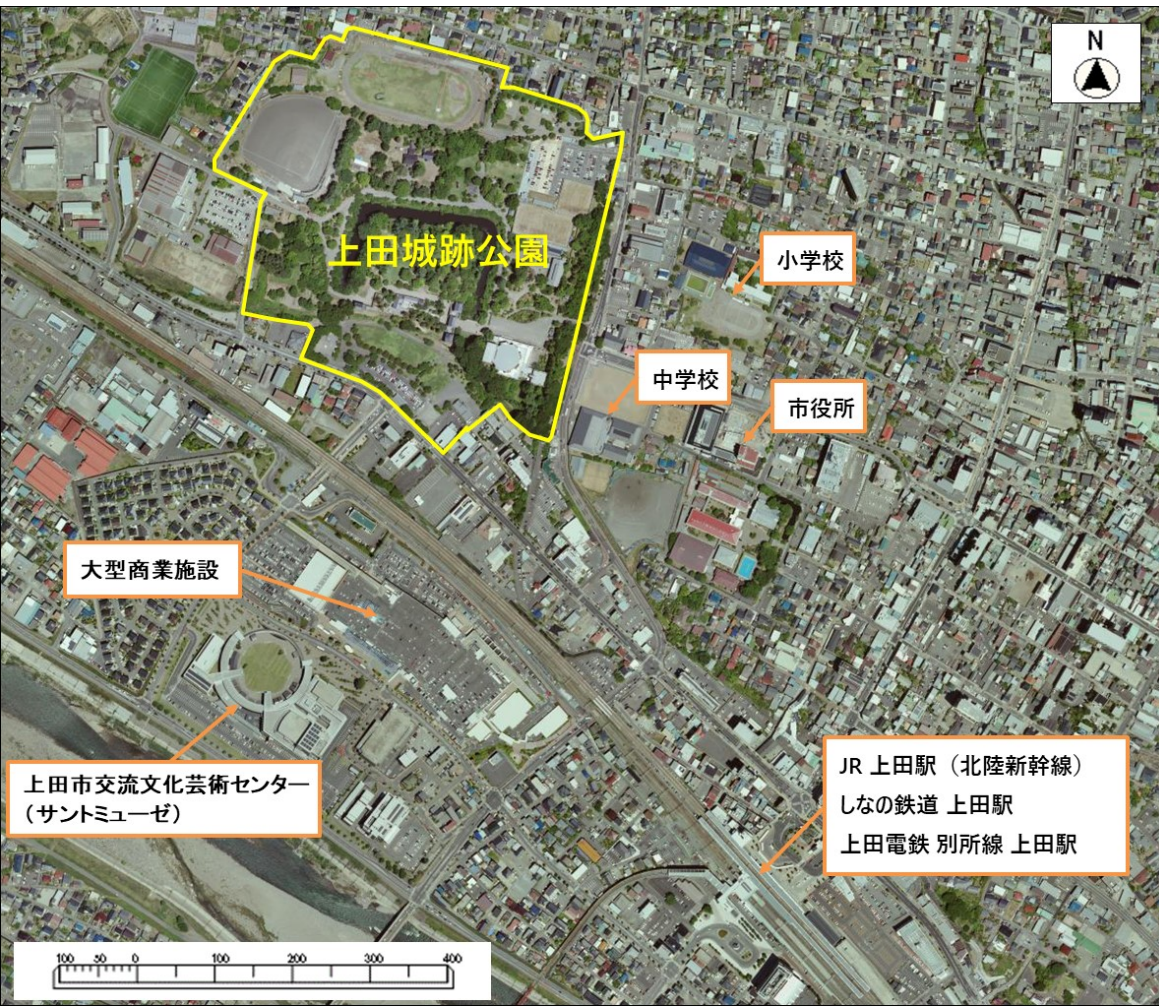 N
上田城跡公園
小学校
中学校
市役所
大型商業施設
上田市交流文化芸術センター
（サントミューゼ）
JR 上田駅（北陸新幹線）
しなの鉄道 上田駅
上田電鉄 別所線 上田駅
100 50 0 100 200 300 400